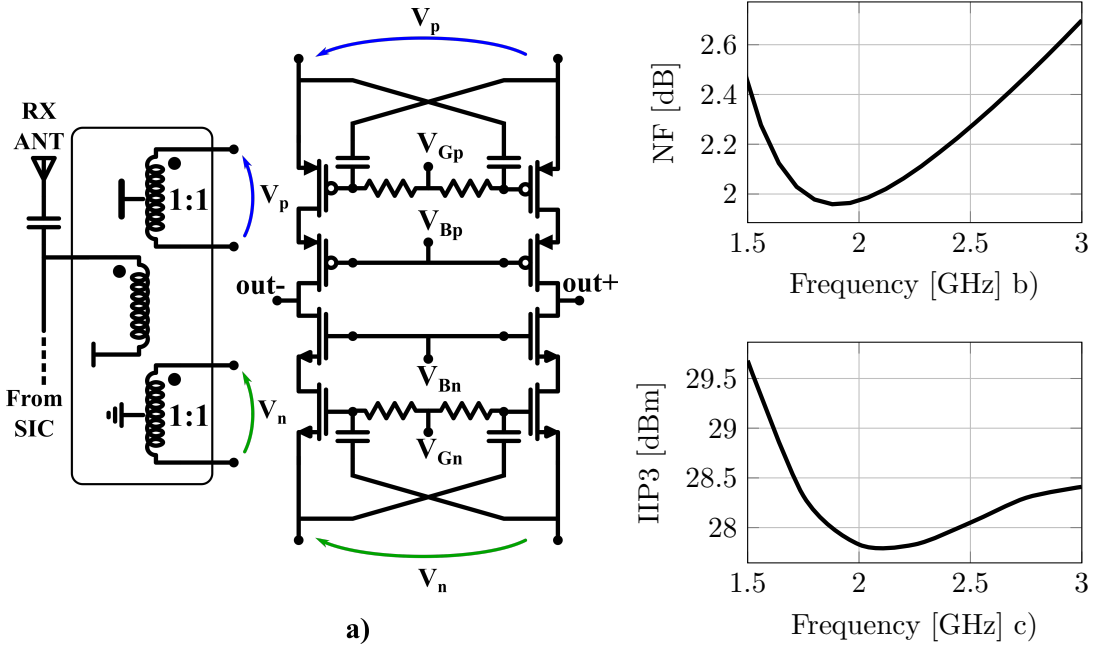 V_p
RX
ANT
1:1
V_p
V_Gp
V_Bp
out-
out+
V_Bn
V_Gn
From
SIC
1:1
V_n
V_n
a)
NF [dB]
2.6
2.4
2.2
2
1.5
2
2.5
3
Frequency [GHz] b)
IIP3 [dBm]
29.5
29
28.5
28
1.5
2
2.5
3
Frequency [GHz] c)